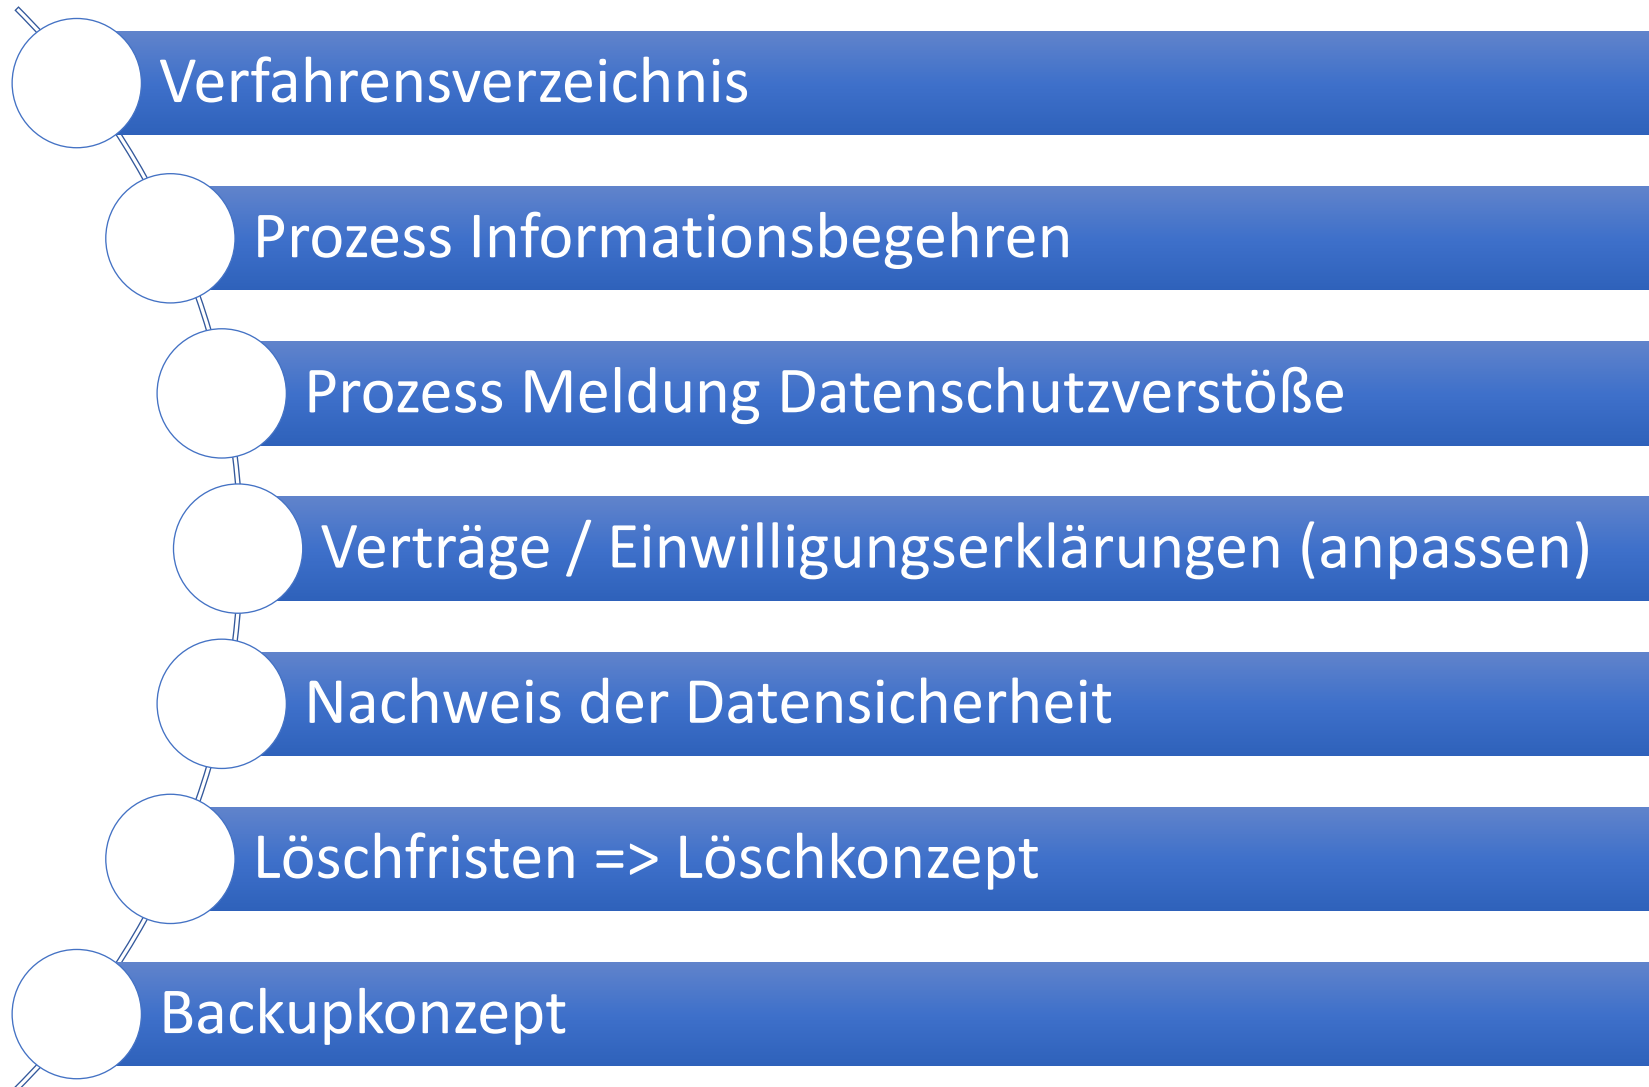 Verfahrensverzeichnis
Prozess Informationsbegehren
Prozess Meldung Datenschutzverstöße
Verträge / Einwilligungserklärungen (anpassen)
Nachweis der Datensicherheit
Löschfristen => Löschkonzept
Backupkonzept